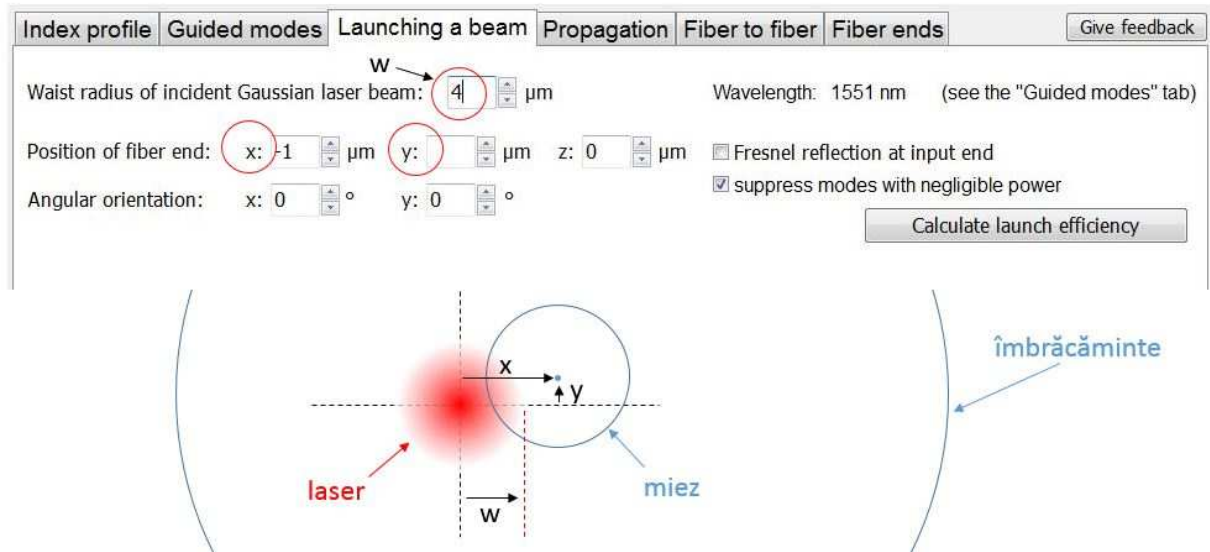 Index profile Guided modes Launching a beam Propagation Fiber to fiber Fiber ends Give feedback
w
Waist radius of incident Gaussian laser beam: 4 µm Wavelength: 1551 nm (see the "Guided modes" tab)
Position of fiber end: x: -1 µm y: µm z: 0 µm Fresnel reflection at input end
suppress modes with negligible power
Angular orientation: x: 0 ° y: 0 °
Calculate launch efficiency
îmbrăcăminte
x
y
laser
miez
w